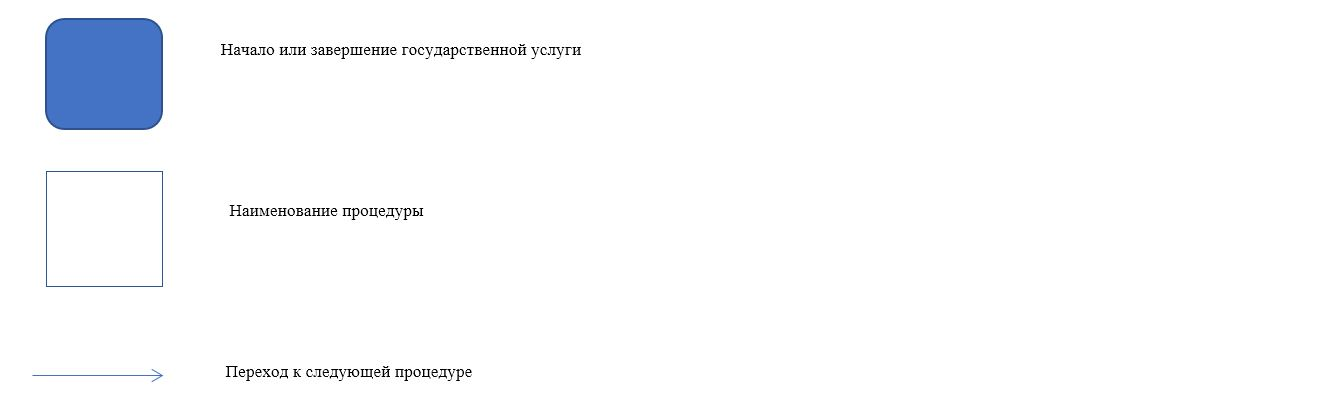 Начало или завершение государственной услуги
Наименование процедуры
Переход к следующей процедуре